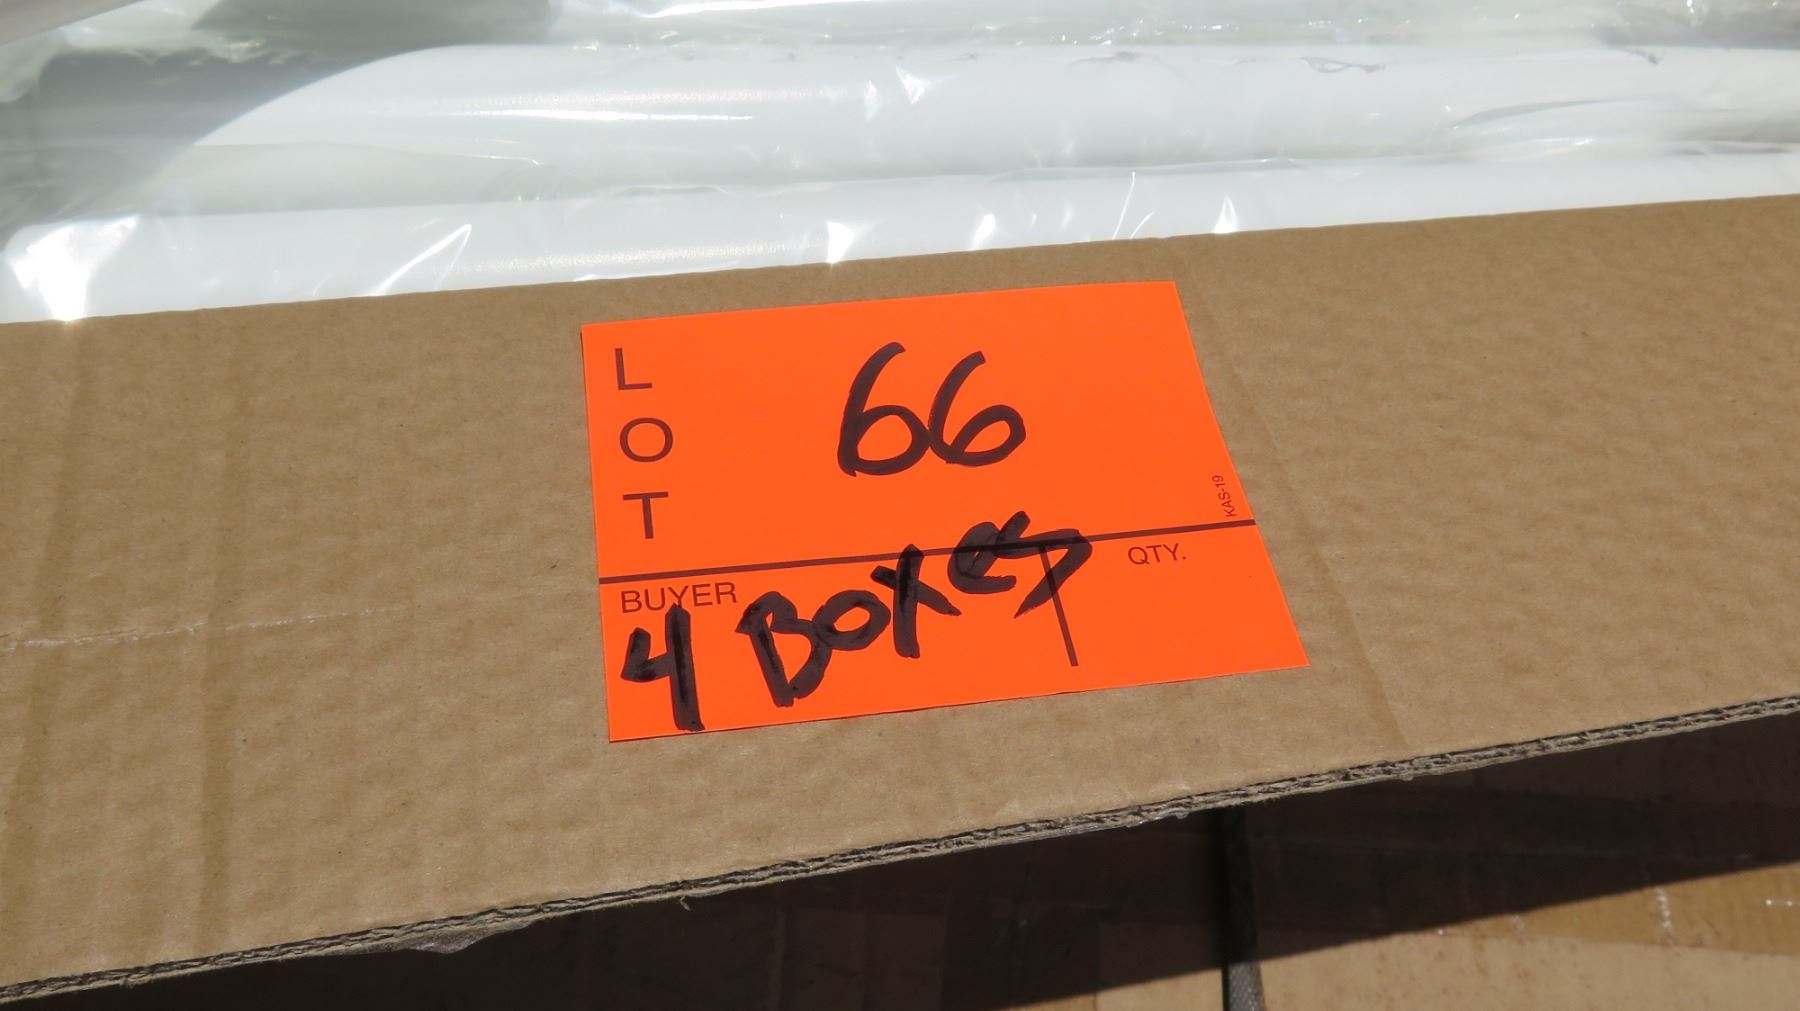 LOT 66
KAS-19
BUYER QTY.
4 BOXES